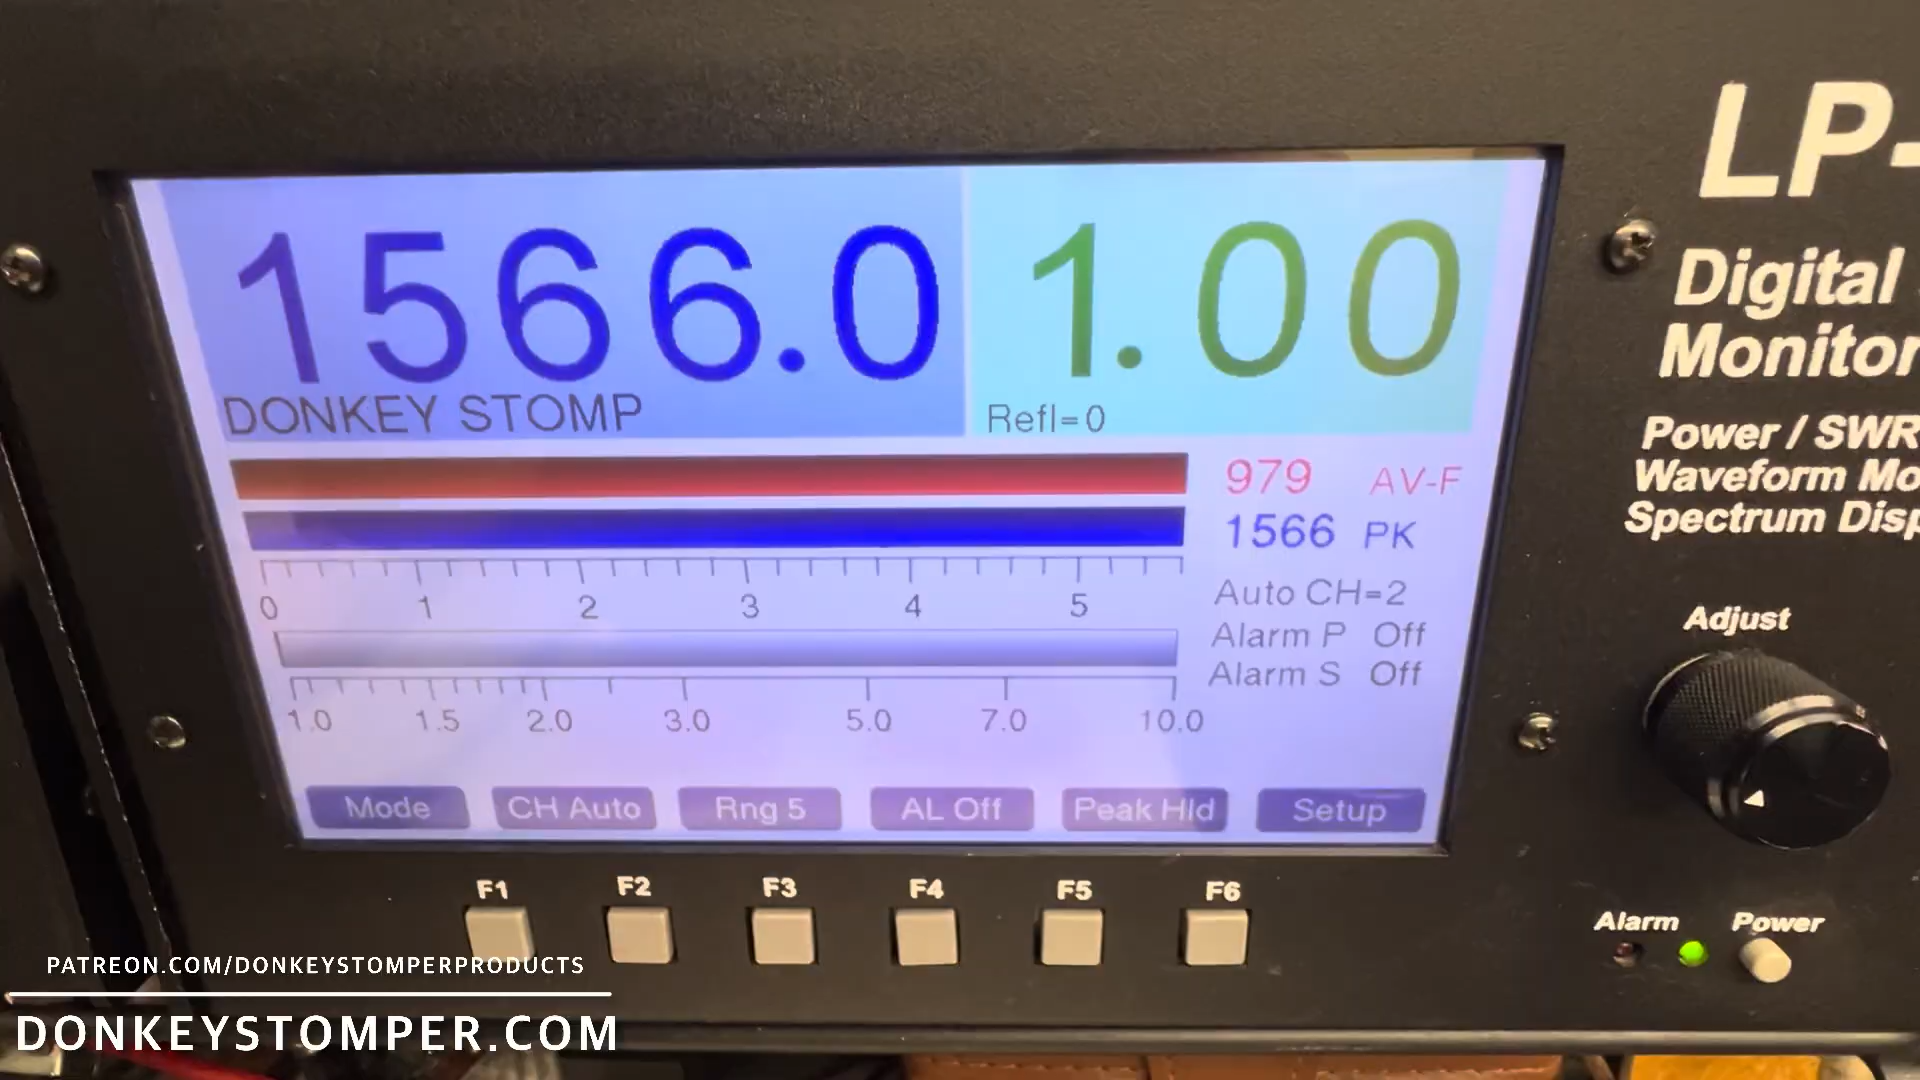 LP-
Digital
Monitor
Power / SWR
Waveform Mo
Spectrum Disp
1566.0
DONKEY STOMP
1.00
Refl=0
979 AV-F
1566 PK
0 1 2 3 4 5
Auto CH=2
Alarm P Off
Alarm S Off
1.0 1.5 2.0 3.0 5.0 7.0 10.0
Mode CH Auto Rng 5 AL Off Peak Hld Setup
F1 F2 F3 F4 F5 F6
Adjust
Alarm Power
PATREON.COM/DONKEYSTOMPERPRODUCTS
DONKEYSTOMPER.COM